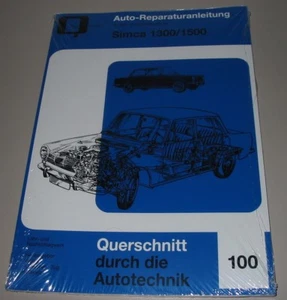 Auto-Reparaturanleitung
Simca 1300/1500
Querschnitt
durch die
Autotechnik
100